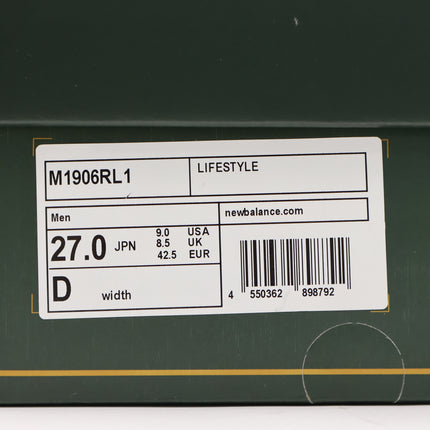 M1906RL1
LIFESTYLE
Men
newbalance.com
27.0 JPN
9.0 USA
8.5 UK
42.5 EUR
D width
4 550362 898792